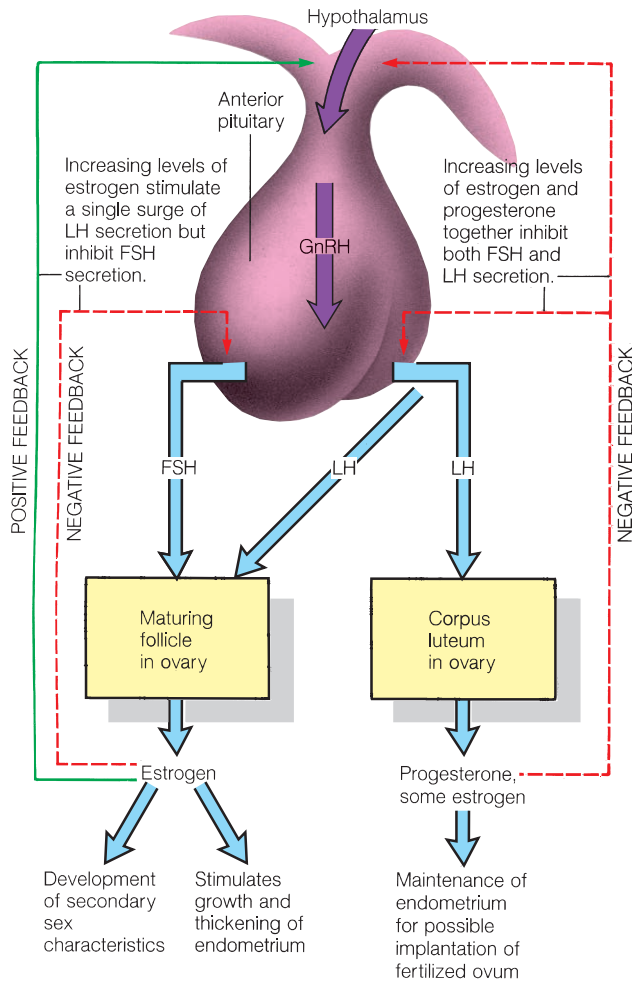 Hypothalamus
Anterior
pituitary
Increasing levels of
estrogen stimulate
a single surge of
LH secretion but
inhibit FSH
secretion.
Increasing levels
of estrogen and
progesterone
together inhibit
both FSH and
LH secretion.
GnRH
POSITIVE FEEDBACK
NEGATIVE FEEDBACK
NEGATIVE FEEDBACK
FSH
LH
LH
Maturing
follicle
in ovary
Corpus
luteum
in ovary
Estrogen
Progesterone,
some estrogen
Development
of secondary
sex
characteristics
Stimulates
growth and
thickening of
endometrium
Maintenance of
endometrium
for possible
implantation of
fertilized ovum